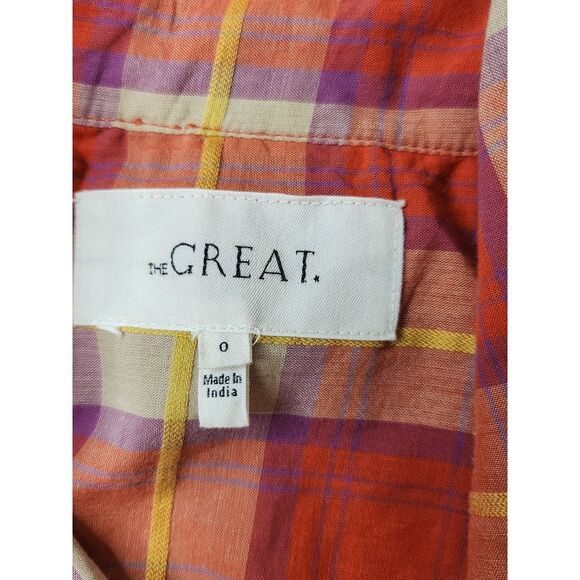 THE GREAT.
0
Made In
India